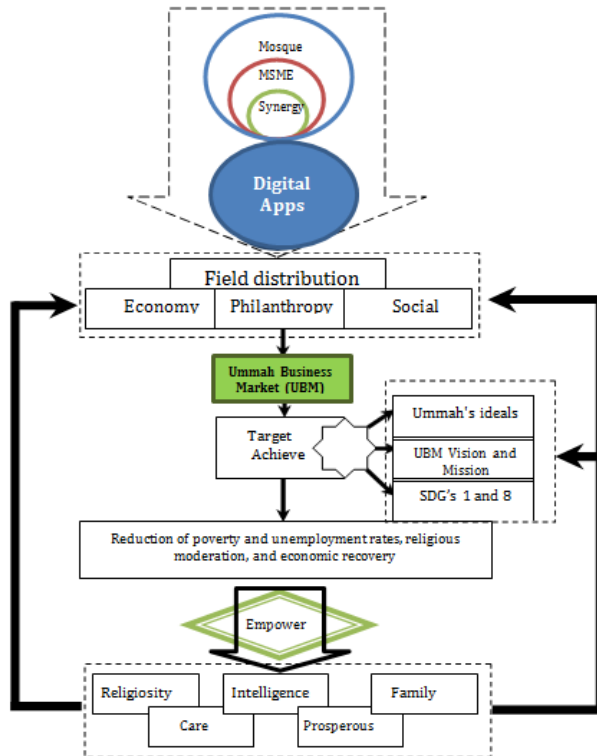 Mosque
MSME
Synergy
Digital
Apps
Field distribution
Economy
Philanthropy
Social
Ummah Business
Market (UBM)
Target
Achieve
Ummah's ideals
UBM Vision and
Mission
SDG's 1 and 8
Reduction of poverty and unemployment rates, religious
moderation, and economic recovery
Empower
Religiosity
Intelligence
Family
Care
Prosperous